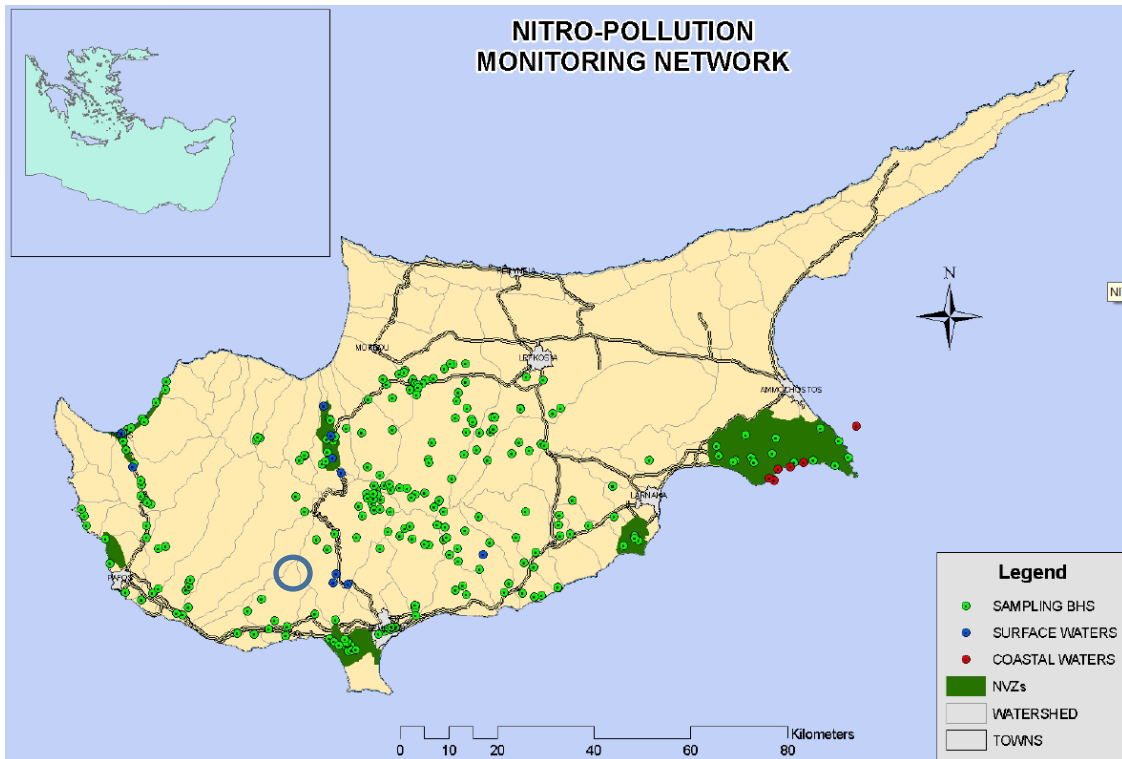 NITRO-POLLUTION
MONITORING NETWORK
N
NI
LEFKOSIA
AMMOCHOSTOS
LARNAKA
PAFOS
Legend
SAMPLING BHS
SURFACE WATERS
COASTAL WATERS
NVZs
WATERSHED
TOWNS
Kilometers
0 10 20 40 60 80